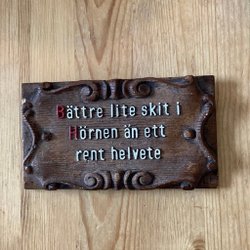 Bättre lite skit i
Hörnen än ett
rent helvete